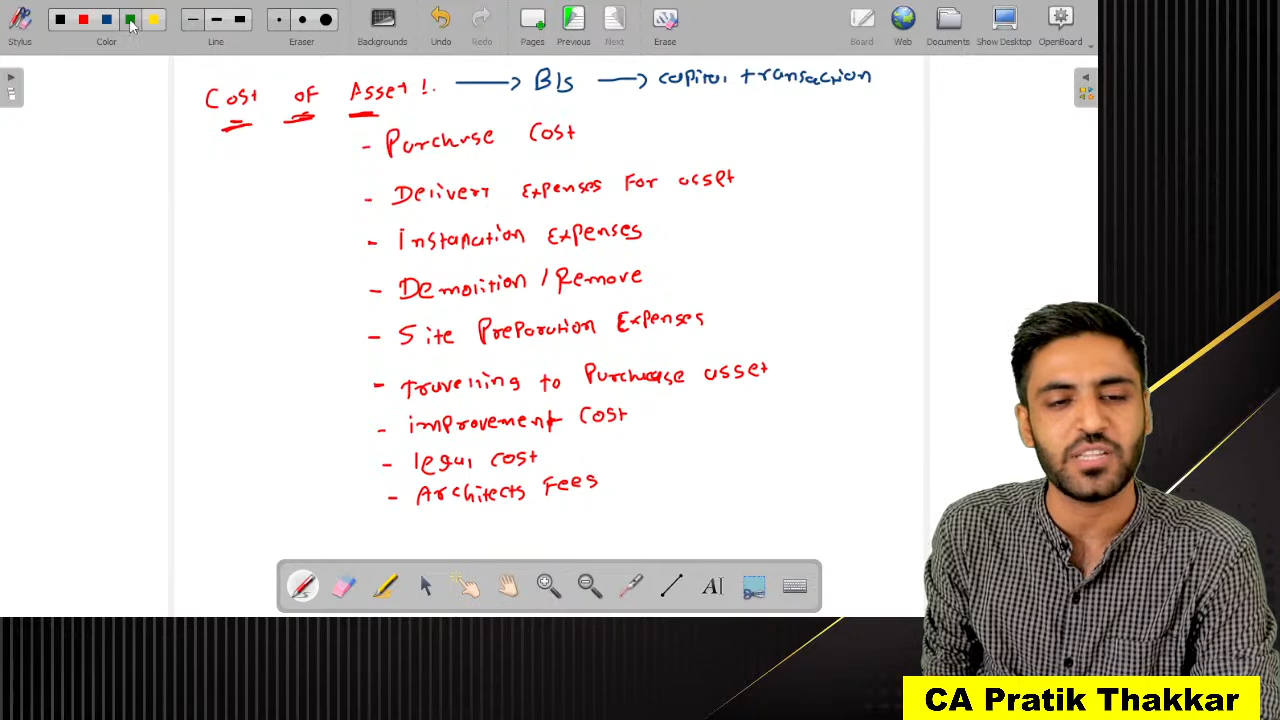 Stylus
Color
Line
Eraser
Backgrounds
Undo
Redo
Pages
Previous
Next
Erase
Board
Web
Documents
Show Desktop
OpenBoard
Cost of Asset :. → B/s → capital transaction
- Purchase Cost
- Delivery Expenses For asset
- Installation Expenses
- Demolition / Remove
- Site Preparation Expenses
- Travelling to Purchase asset
- improvement Cost
- legal cost
- Architects Fees
CA Pratik Thakkar